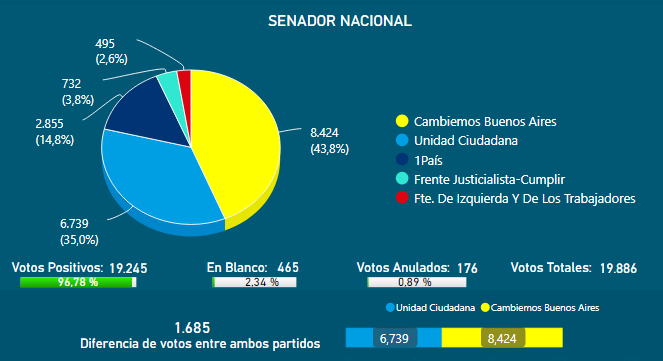 SENADOR NACIONAL
495
(2,6%)
732
(3,8%)
2.855
(14,8%)
8.424
(43,8%)
6.739
(35,0%)
Cambiemos Buenos Aires
Unidad Ciudadana
1País
Frente Justicialista-Cumplir
Fte. De Izquierda Y De Los Trabajadores
Votos Positivos: 19.245
96,78 %
En Blanco: 465
2,34 %
Votos Anulados: 176
0,89 %
Votos Totales: 19.886
Unidad Ciudadana Cambiemos Buenos Aires
1.685
Diferencia de votos entre ambos partidos
6,739 8,424